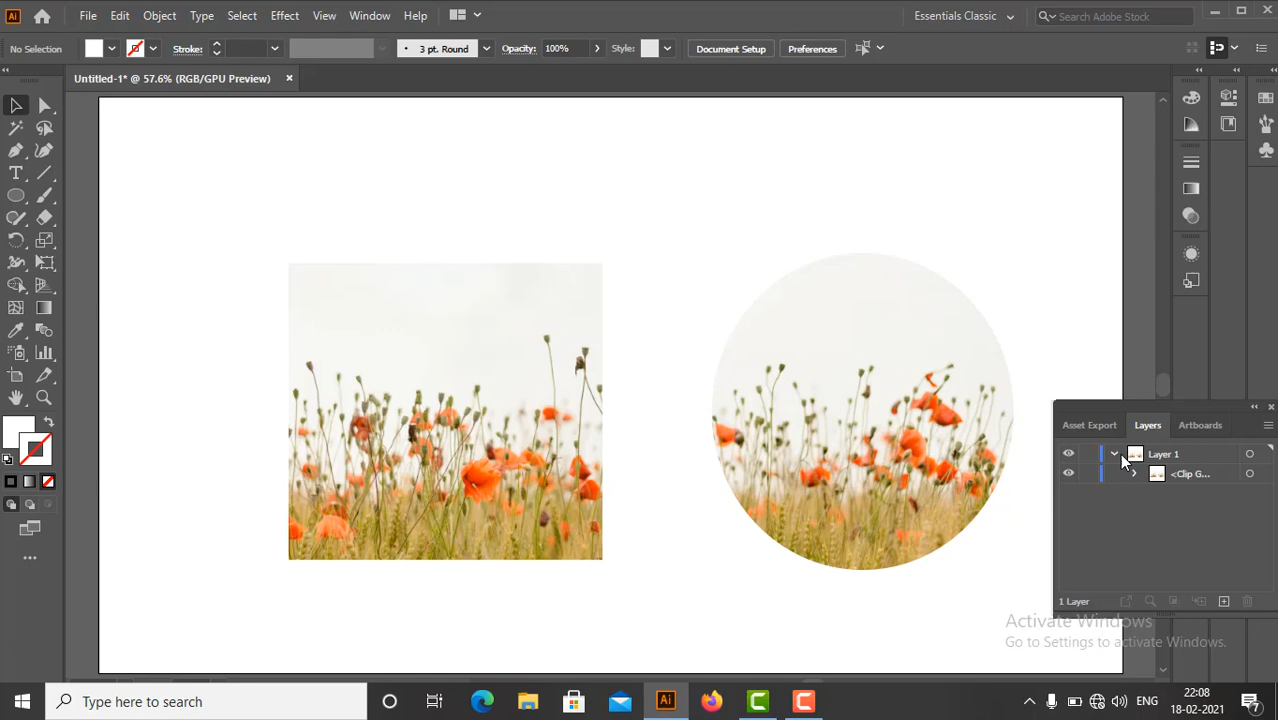 Ai File Edit Object Type Select Effect View Window Help Essentials Classic Search Adobe Stock
No Selection Stroke: 3 pt. Round Opacity: 100% Style: Document Setup Preferences
Untitled-1* @ 57.6% (RGB/GPU Preview)
Asset Export Layers Artboards
Layer 1
<Clip G...
1 Layer
Activate Windows
Go to Settings to activate Windows.
Type here to search Ai ENG 22:08 18-02-2021 7